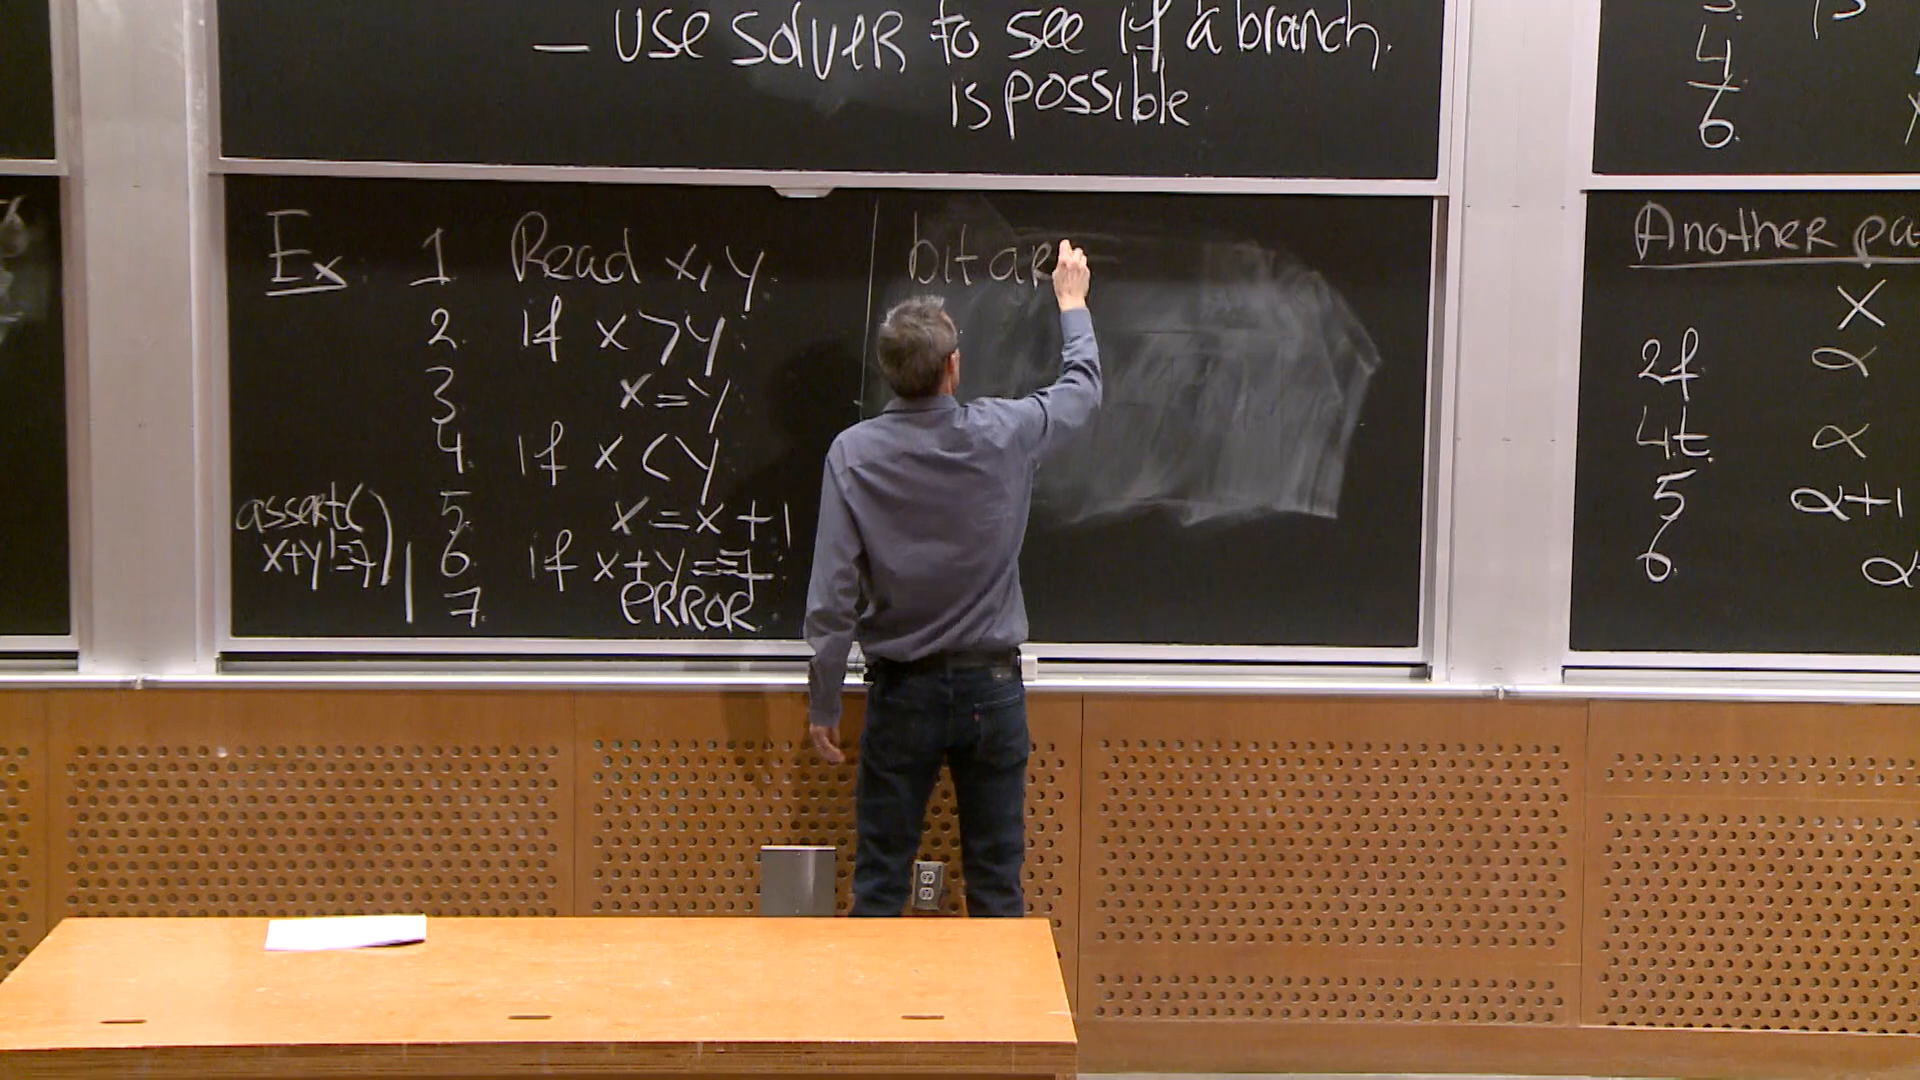 — use solver to see if a branch.
is possible.
Ex 1. Read x, y.
2. if x > y:
3. x = y
4. if x < y
5. x = x + 1
assert(
x+y != 7)
6. if x + y == 7:
7. ERROR.
bit ar
4
6.
Another pa
x
2f α
4t. α
5 α+1
6. α